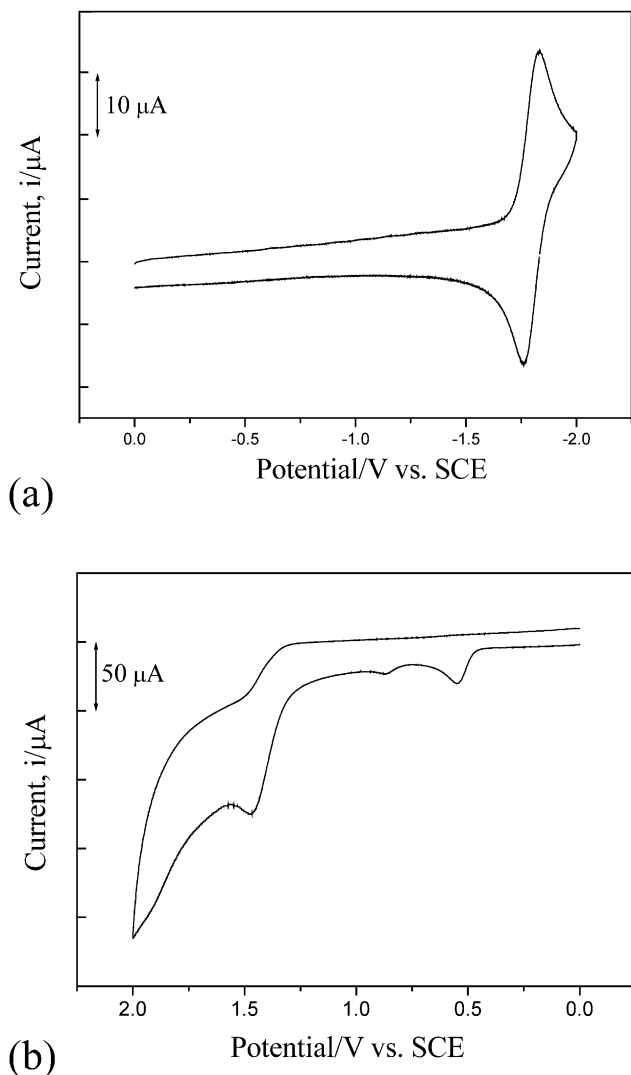 10 μA
Current, i/μA
0.0 -0.5 -1.0 -1.5 -2.0
Potential/V vs. SCE
(a)
50 μA
Current, i/μA
2.0 1.5 1.0 0.5 0.0
Potential/V vs. SCE
(b)